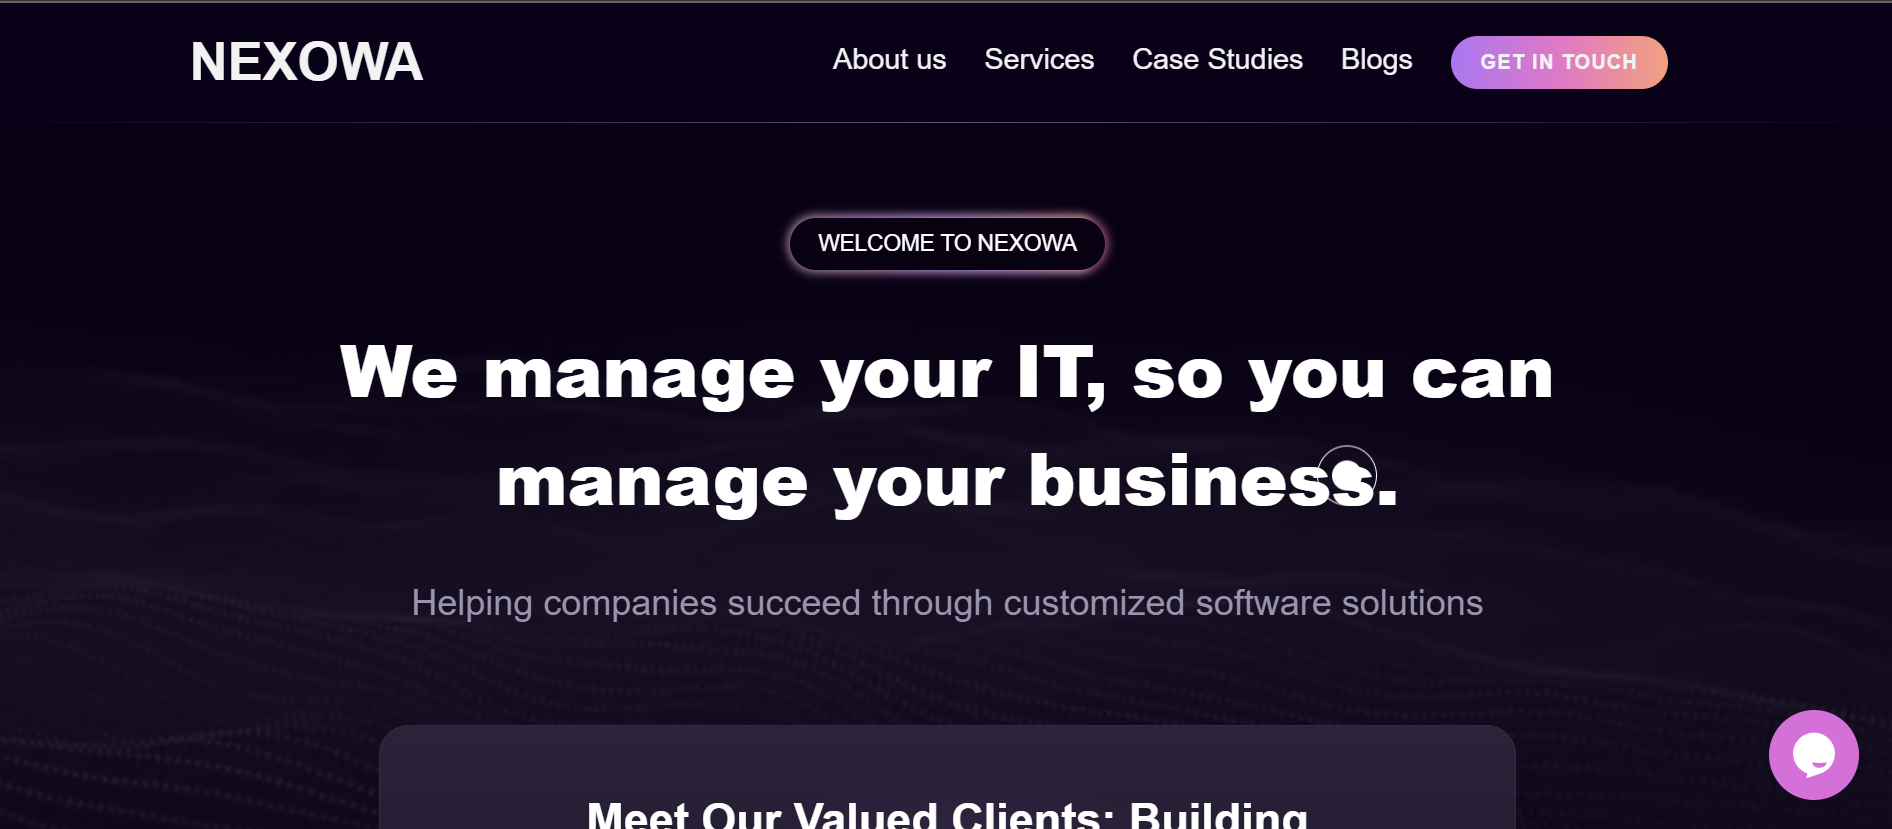 NEXOWA
About us
Services
Case Studies
Blogs
GET IN TOUCH
WELCOME TO NEXOWA
We manage your IT, so you can
manage your business.
Helping companies succeed through customized software solutions
Meet Our Valued Clients: Building